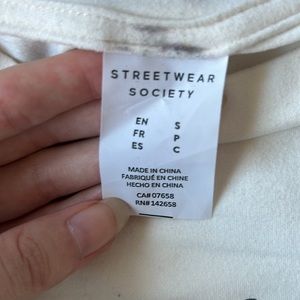 STREETWEAR
SOCIETY
EN S
FR P
ES C
MADE IN CHINA
FABRIQUÉ EN CHINE
HECHO EN CHINA
CA# 07658
RN# 142658